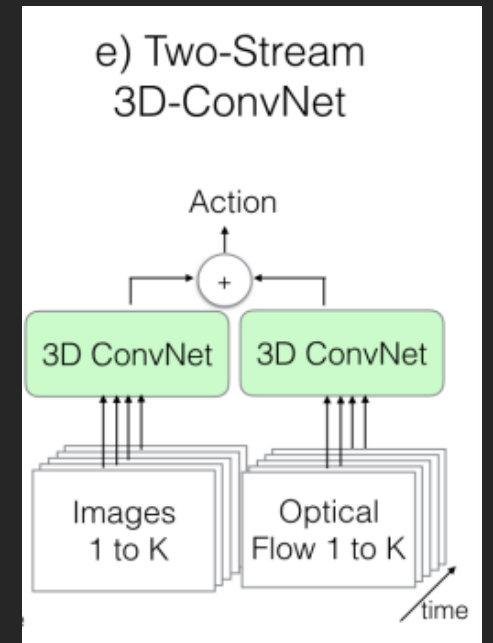 e) Two-Stream
3D-ConvNet
Action
+
3D ConvNet 3D ConvNet
Images
1 to K
Optical
Flow 1 to K
time